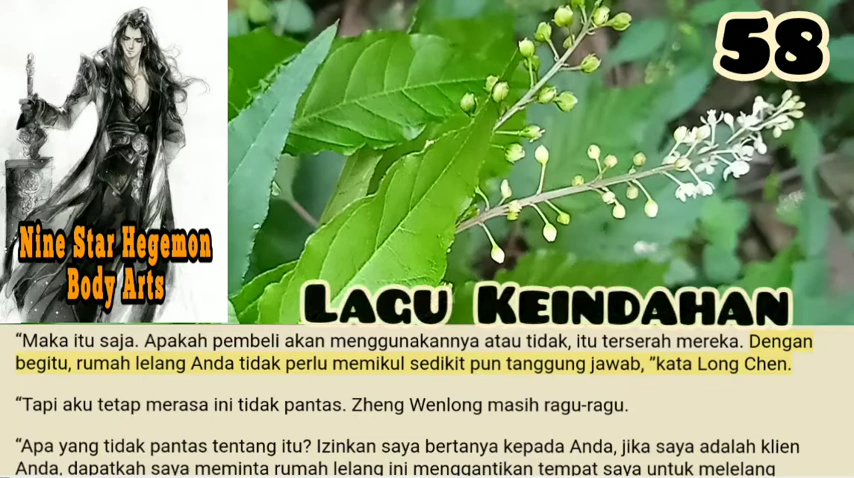 58
Nine Star Hegemon
Body Arts
LAGU KEINDAHAN
“Maka itu saja. Apakah pembeli akan menggunakannya atau tidak, itu terserah mereka. Dengan
begitu, rumah lelang Anda tidak perlu memikul sedikit pun tanggung jawab, ”kata Long Chen.
“Tapi aku tetap merasa ini tidak pantas. Zheng Wenlong masih ragu-ragu.
“Apa yang tidak pantas tentang itu? Izinkan saya bertanya kepada Anda, jika saya adalah klien
Anda, dapatkah saya meminta rumah lelang ini menggantikan tempat saya untuk melelang